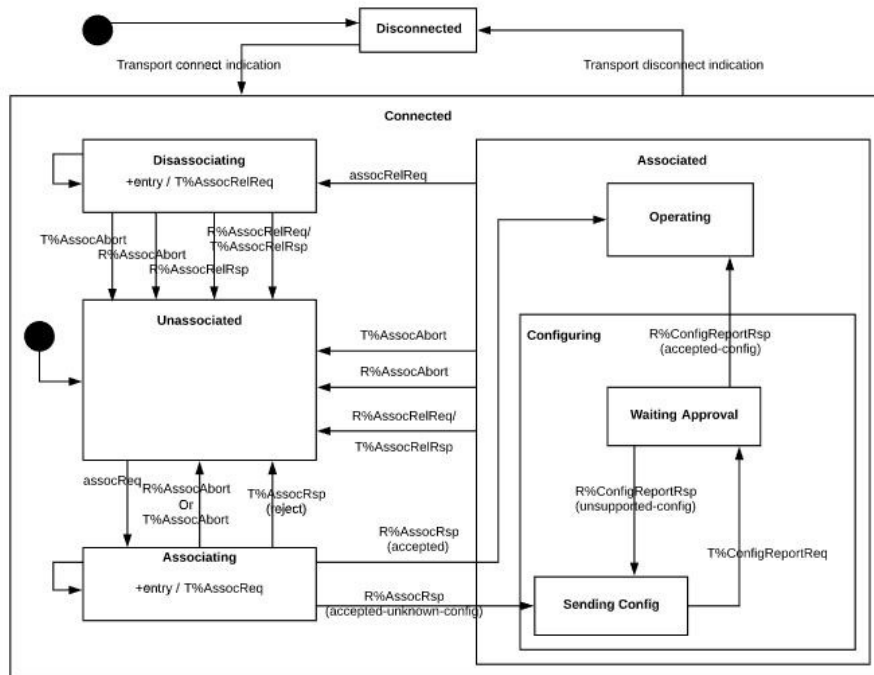 Disconnected
Transport connect indication
Transport disconnect indication
Connected
Disassociating
+entry / T%AssocRelReq
assocRelReq
Associated
Operating
T%AssocAbort
R%AssocAbort
R%AssocRelRsp
R%AssocRelReq/
T%AssocRelRsp
Unassociated
T%AssocAbort
R%AssocAbort
R%AssocRelReq/
T%AssocRelRsp
Configuring
R%ConfigReportRsp
(accepted-config)
Waiting Approval
R%ConfigReportRsp
(unsupported-config)
T%ConfigReportReq
assocReq
R%AssocAbort
Or
T%AssocAbort
T%AssocRsp
(reject)
R%AssocRsp
(accepted)
Associating
+entry / T%AssocReq
R%AssocRsp
(accepted-unknown-config)
Sending Config